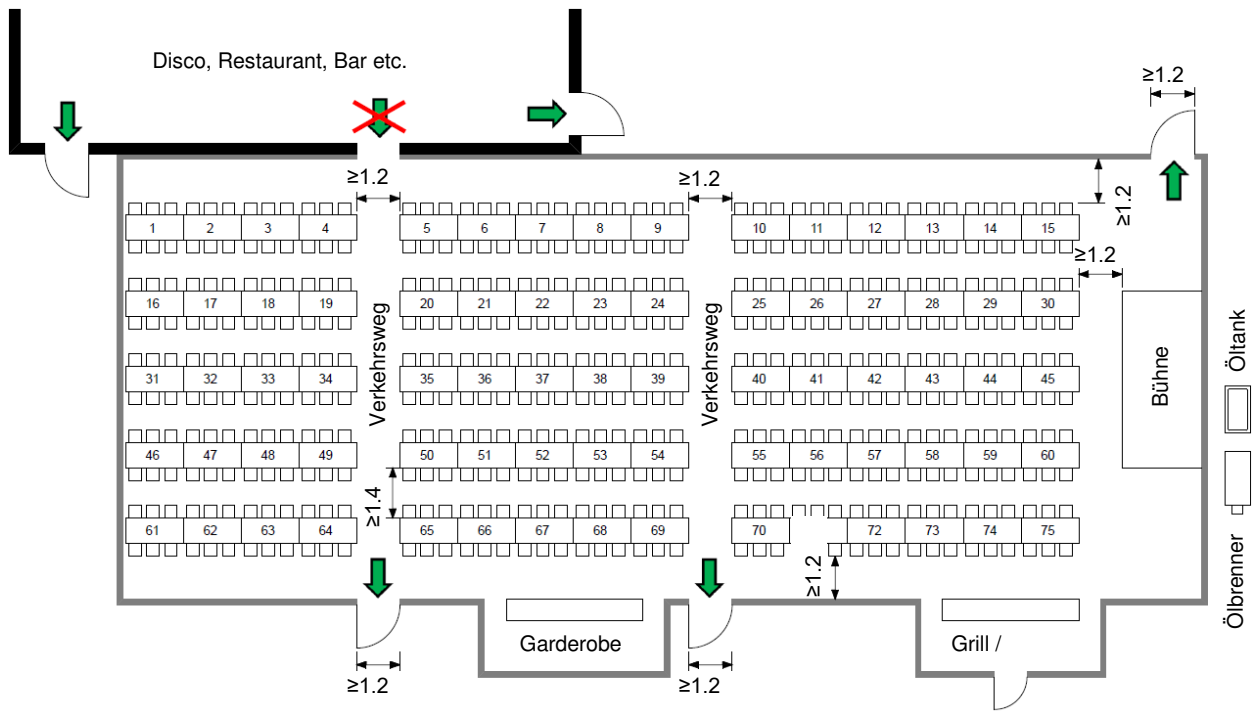 Disco, Restaurant, Bar etc.
≥1.2
≥1.2
≥1.2
≥1.2
1 2 3 4 5 6 7 8 9 10 11 12 13 14 15
≥1.2
16 17 18 19 20 21 22 23 24 25 26 27 28 29 30
Verkehrsweg
Verkehrsweg
Bühne
Öltank
31 32 33 34 35 36 37 38 39 40 41 42 43 44 45
46 47 48 49 50 51 52 53 54 55 56 57 58 59 60
≥1.4
61 62 63 64 65 66 67 68 69 70 72 73 74 75
≥1.2
Ölbrenner
Garderobe
Grill /
≥1.2
≥1.2